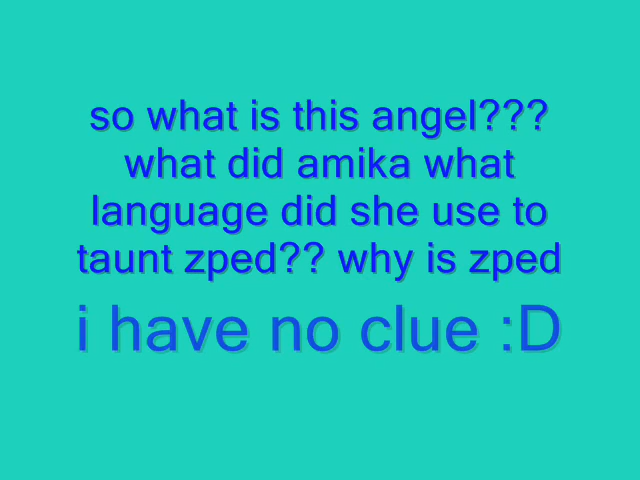 so what is this angel???
what did amika what
language did she use to
taunt zped?? why is zped
i have no clue :D